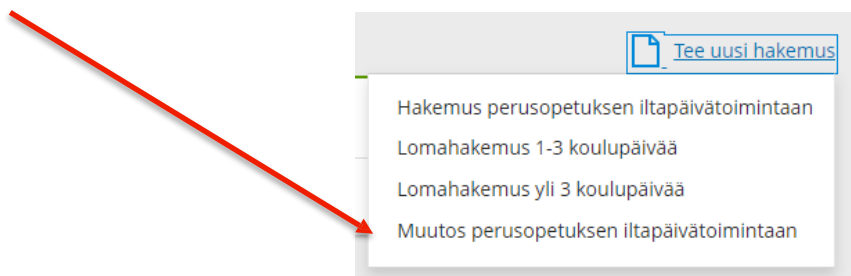 Tee uusi hakemus
Hakemus perusopetuksen iltapäivätoimintaan
Lomahakemus 1-3 koulupäivää
Lomahakemus yli 3 koulupäivää
Muutos perusopetuksen iltapäivätoimintaan